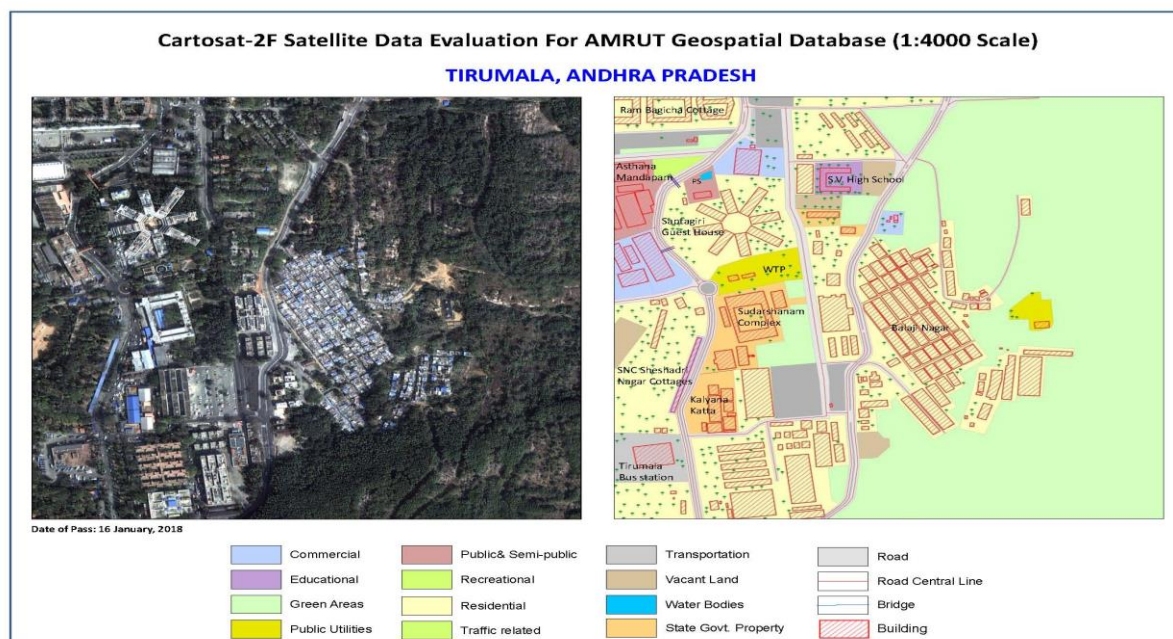 Cartosat-2F Satellite Data Evaluation For AMRUT Geospatial Database (1:4000 Scale)
TIRUMALA, ANDHRA PRADESH
Ram Bagicha Cottage
Asthana
Mandapam
PS
S.V. High School
Shnfagiri
Guest House
WTP
Sudarshanam
Complex
Balaji Nagar
SNC Sheshadri
Nagar Cottages
Kalyana
Katta
Tirumala
Bus station
Date of Pass: 16 January, 2018
Commercial
Public& Semi-public
Transportation
Road
Educational
Recreational
Vacant Land
Road Central Line
Green Areas
Residential
Water Bodies
Bridge
Public Utilities
Traffic related
State Govt. Property
Building